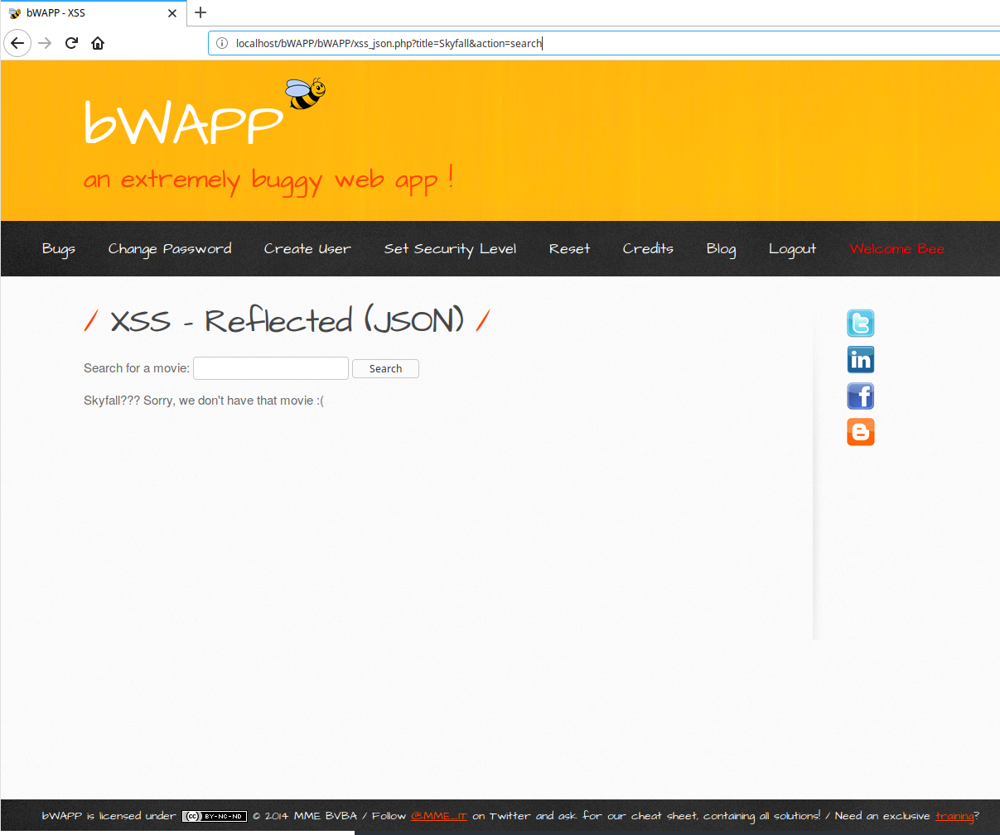 bWAPP - XSS
localhost/bWAPP/bWAPP/xss_json.php?title=Skyfall&action=search
bWAPP
an extremely buggy web app !
Bugs Change Password Create User Set Security Level Reset Credits Blog Logout Welcome Bee
/ XSS - Reflected (JSON) /
Search for a movie: Search
Skyfall??? Sorry, we don't have that movie :(
bWAPP is licensed under (cc) BY-NC-ND © 2014 MME BVBA / Follow @MME_IT on Twitter and ask for our cheat sheet, containing all solutions! / Need an exclusive training?